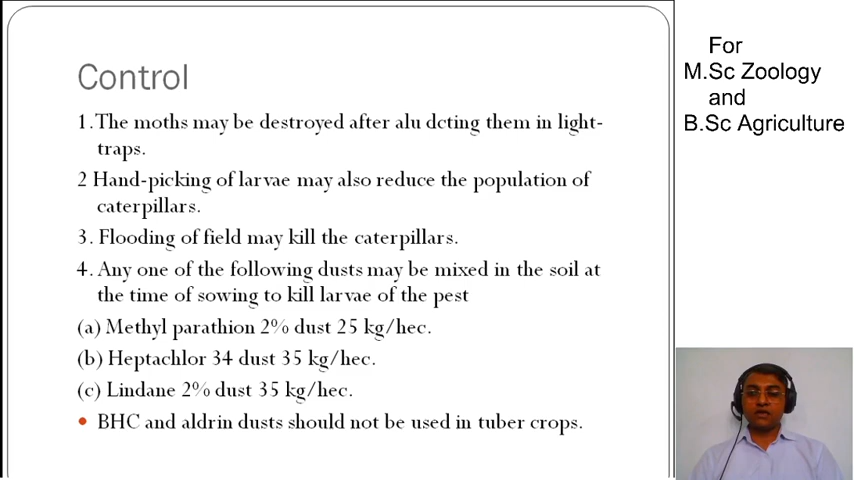 Control
1. The moths may be destroyed after alu dcting them in light-
traps.
2 Hand-picking of larvae may also reduce the population of
caterpillars.
3. Flooding of field may kill the caterpillars.
4. Any one of the following dusts may be mixed in the soil at
the time of sowing to kill larvae of the pest
(a) Methyl parathion 2% dust 25 kg/hec.
(b) Heptachlor 34 dust 35 kg/hec.
(c) Lindane 2% dust 35 kg/hec.
• BHC and aldrin dusts should not be used in tuber crops.
For
M.Sc Zoology
and
B.Sc Agriculture